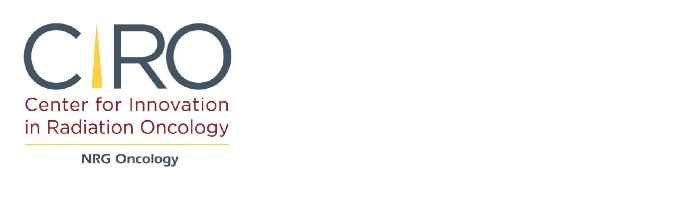 CIRO
Center for Innovation
in Radiation Oncology
NRG Oncology